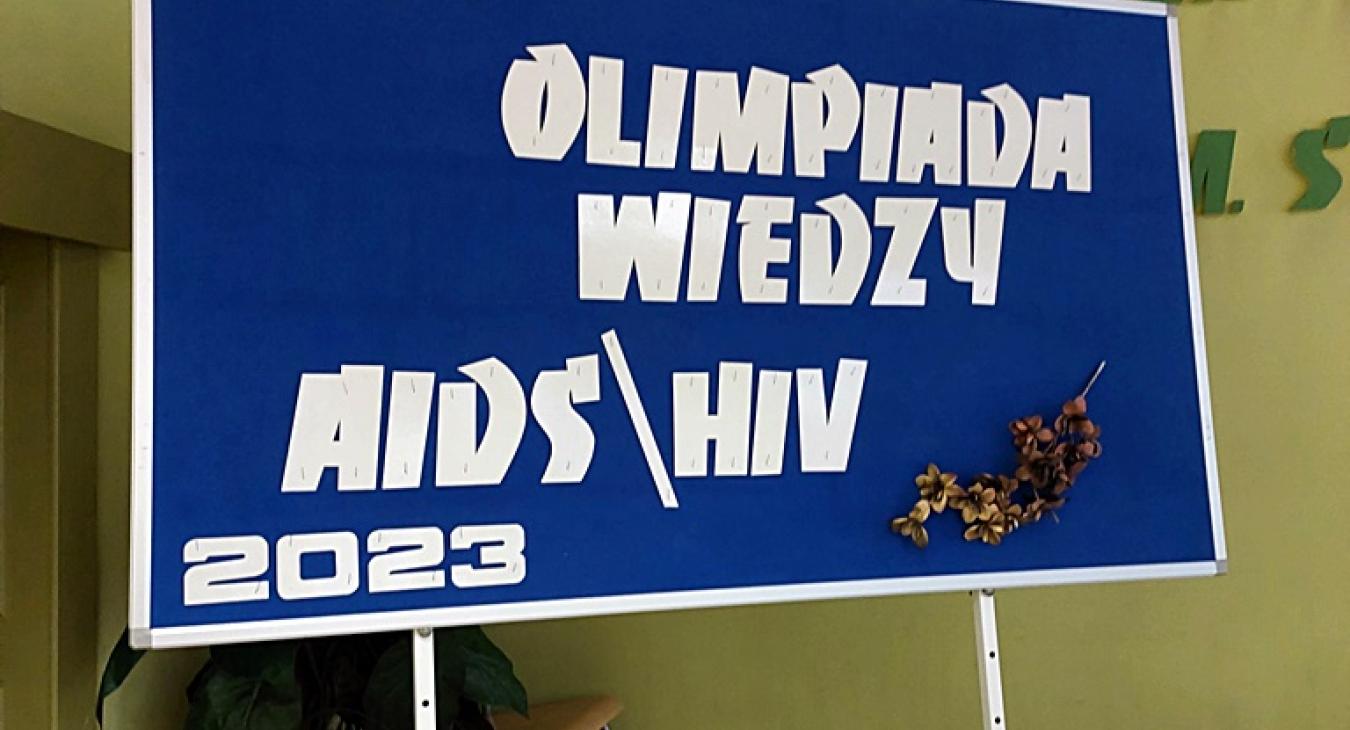 OLIMPIADA
WIEDZY
AIDS\HIV
2023